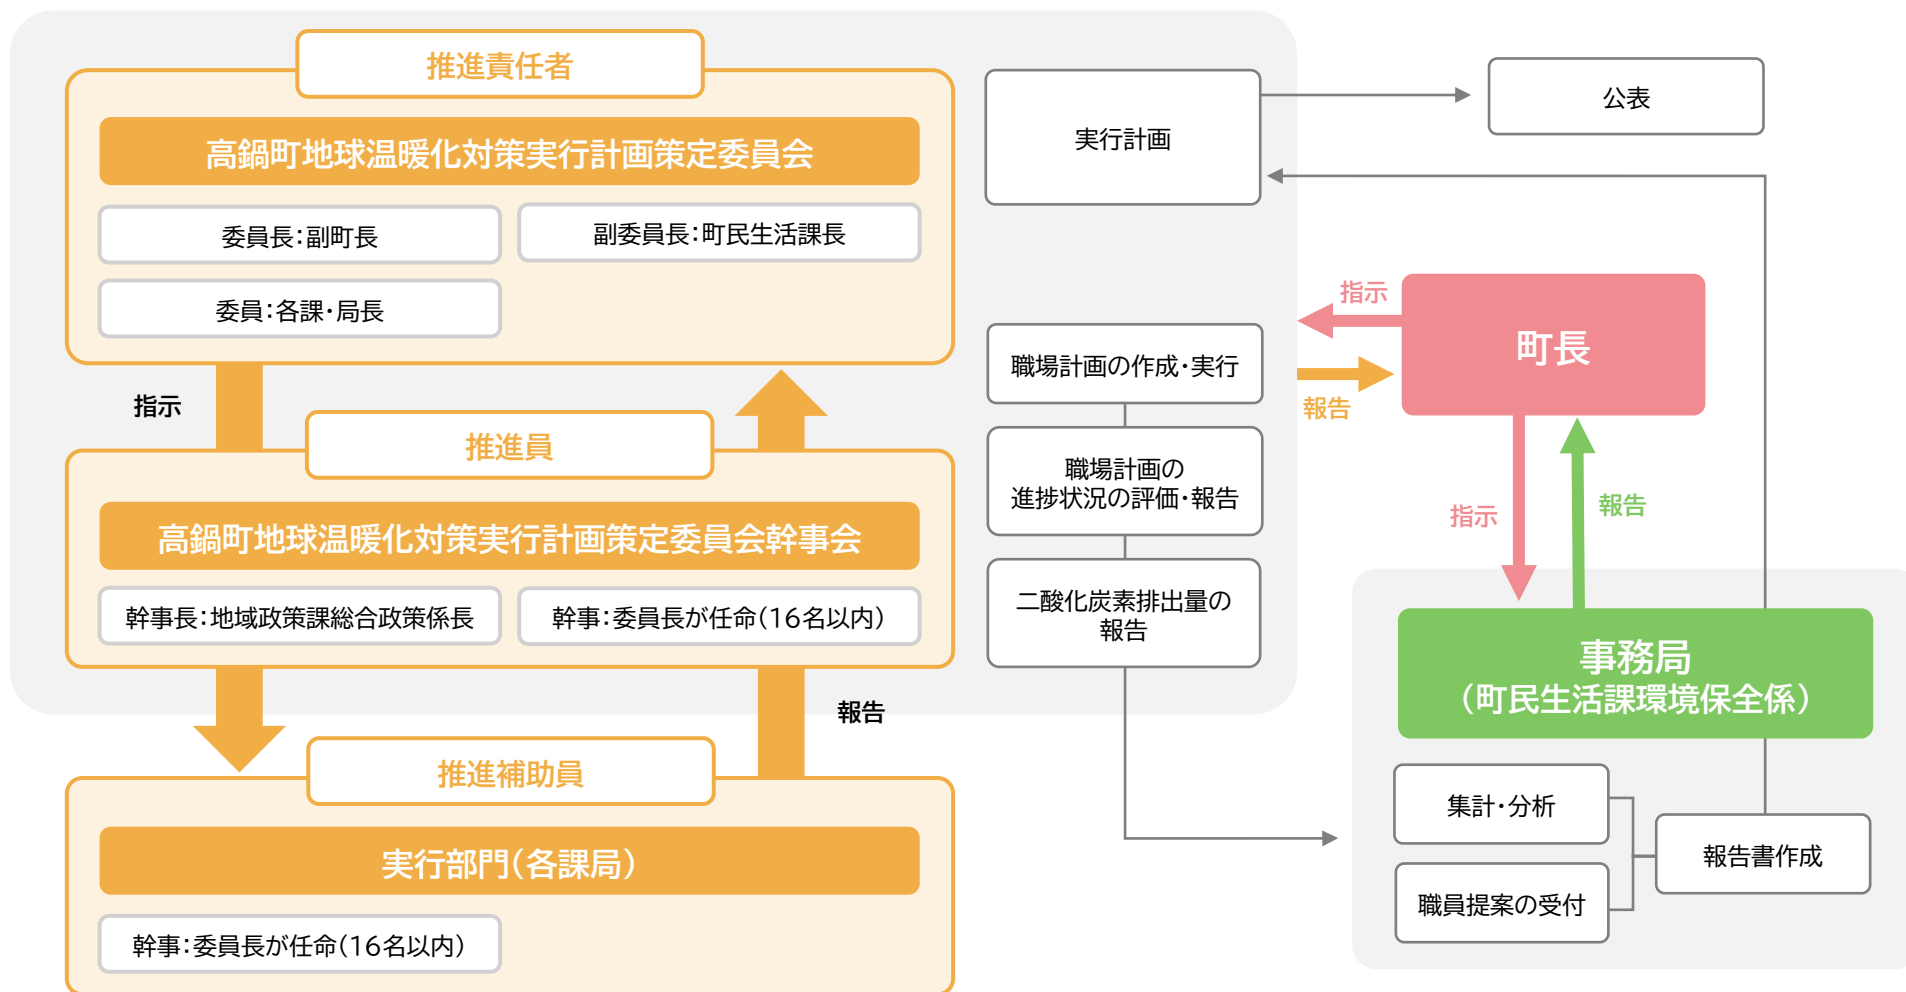 推進責任者
高鍋町地球温暖化対策実行計画策定委員会
委員長：副町長
副委員長：町民生活課長
委員：各課・局長
指示
推進員
高鍋町地球温暖化対策実行計画策定委員会幹事会
幹事長：地域政策課総合政策係長
幹事：委員長が任命（16名以内）
報告
推進補助員
実行部門（各課局）
幹事：委員長が任命（16名以内）
実行計画
公表
職場計画の作成・実行
職場計画の
進捗状況の評価・報告
二酸化炭素排出量の
報告
指示
報告
町長
指示
報告
事務局
（町民生活課環境保全係）
集計・分析
職員提案の受付
報告書作成